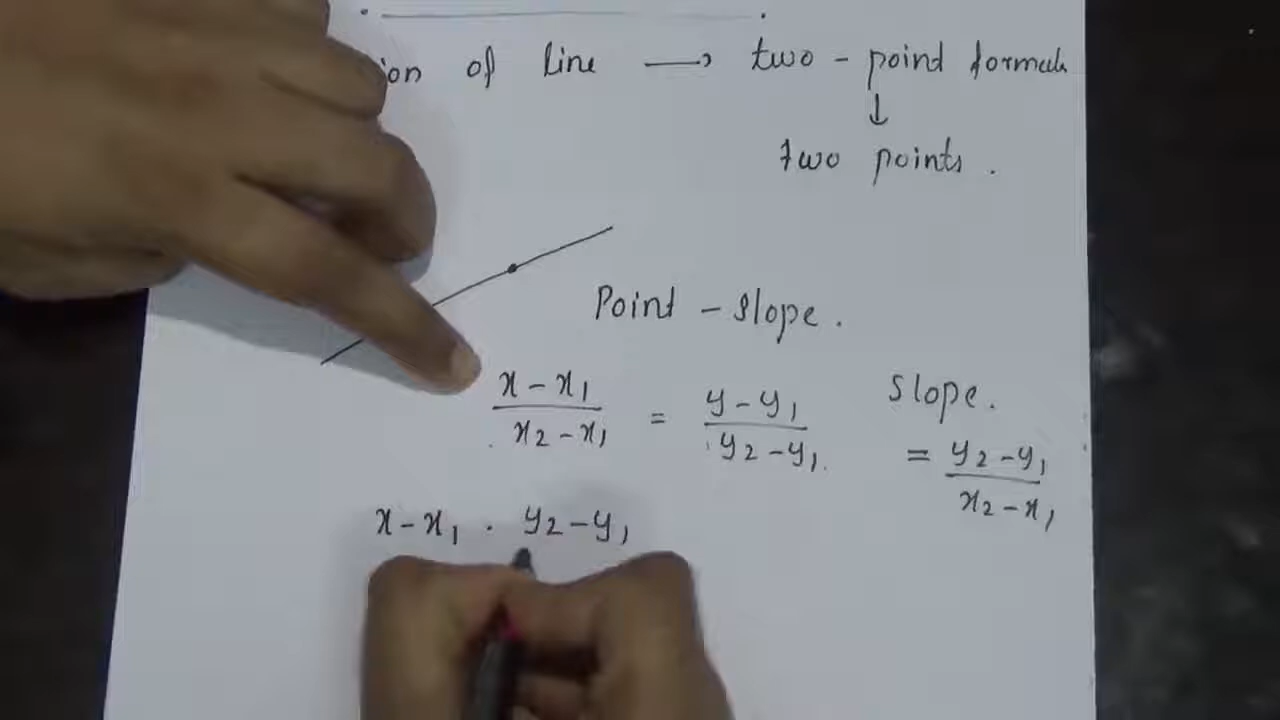 ion of line → two - point formula
↓
two points .
Point - slope .
x - x₁ / x₂ - x₁ = y - y₁ / y₂ - y₁ .
slope .
= y₂ - y₁ / x₂ - x₁
x - x₁ . y₂ - y₁